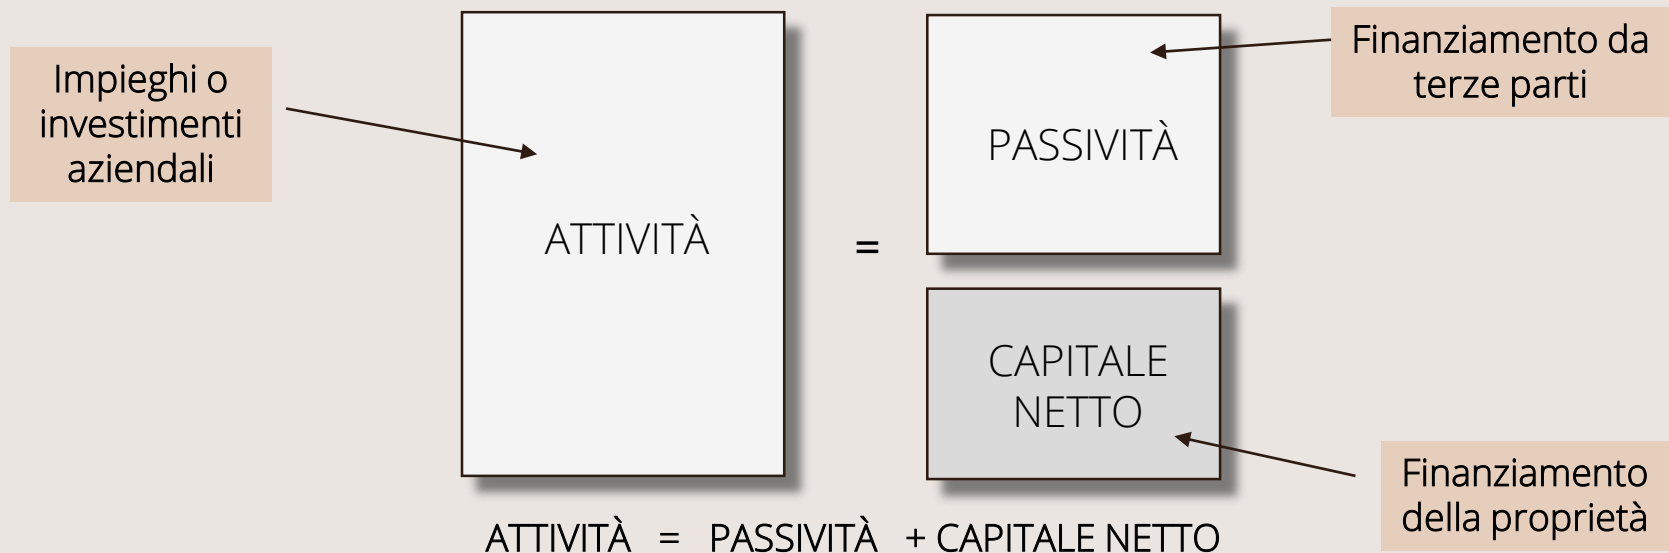 Impieghi o
investimenti
aziendali
ATTIVITÀ
=
PASSIVITÀ
CAPITALE
NETTO
Finanziamento da
terze parti
Finanziamento
della proprietà
ATTIVITÀ = PASSIVITÀ + CAPITALE NETTO